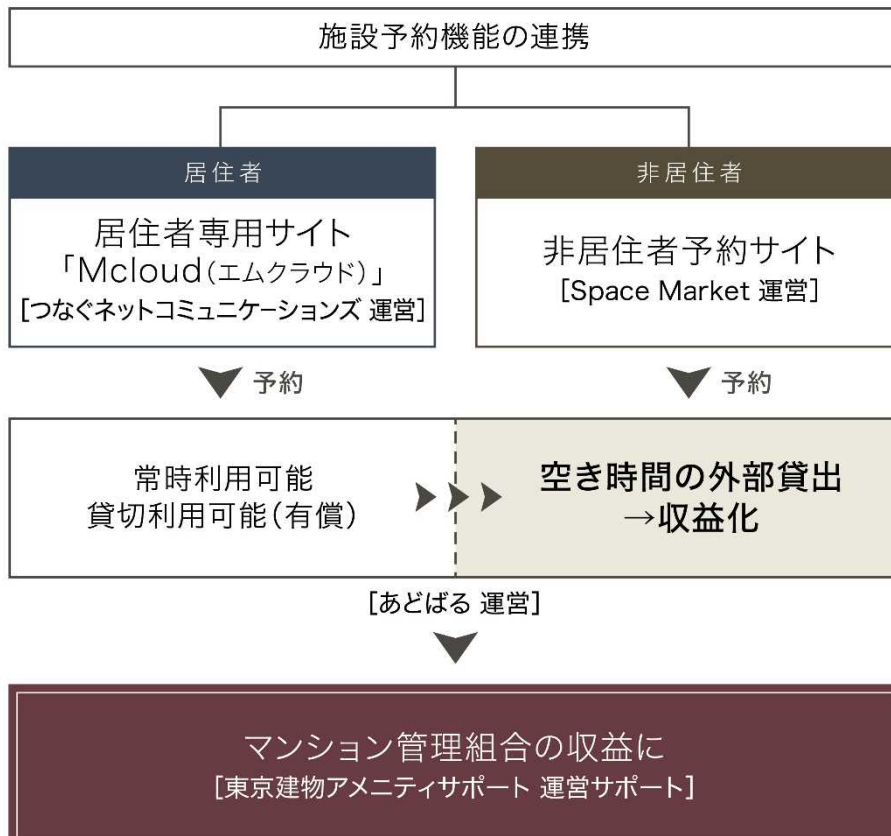 施設予約機能の連携
居住者
非居住者
居住者専用サイト
「Mcloud（エムクラウド）」
[つなぐネットコミュニケーションズ 運営]
非居住者予約サイト
[Space Market 運営]
予約
予約
常時利用可能
貸切利用可能（有償）
空き時間の外部貸出
→収益化
[あどばる 運営]
マンション管理組合の収益に
[東京建物アメニティサポート 運営サポート]